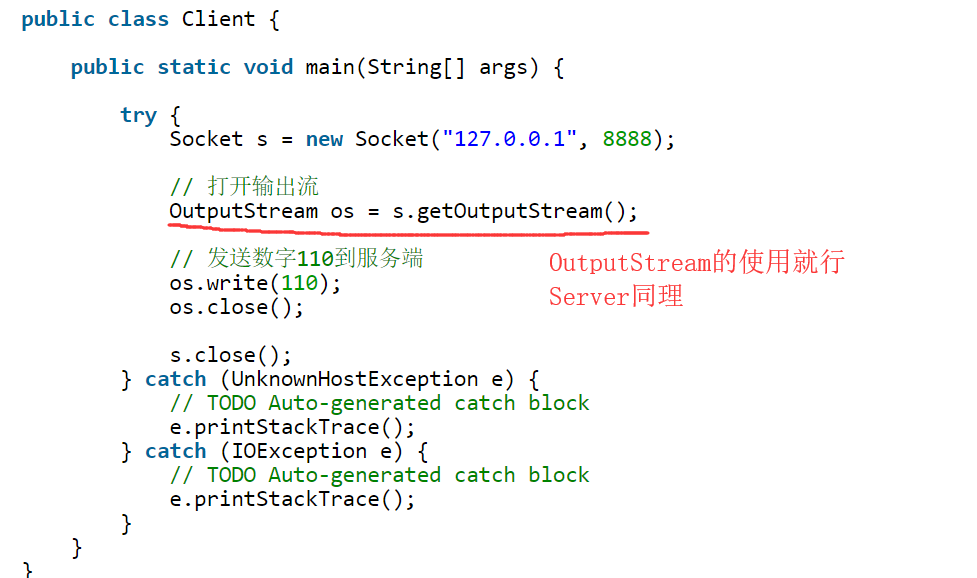 public class Client {
public static void main(String[] args) {
try {
Socket s = new Socket("127.0.0.1", 8888);
// 打开输出流
OutputStream os = s.getOutputStream();
// 发送数字110到服务端
os.write(110);
os.close();
OutputStream的使用就行
Server同理
s.close();
} catch (UnknownHostException e) {
// TODO Auto-generated catch block
e.printStackTrace();
} catch (IOException e) {
// TODO Auto-generated catch block
e.printStackTrace();
}
}
}